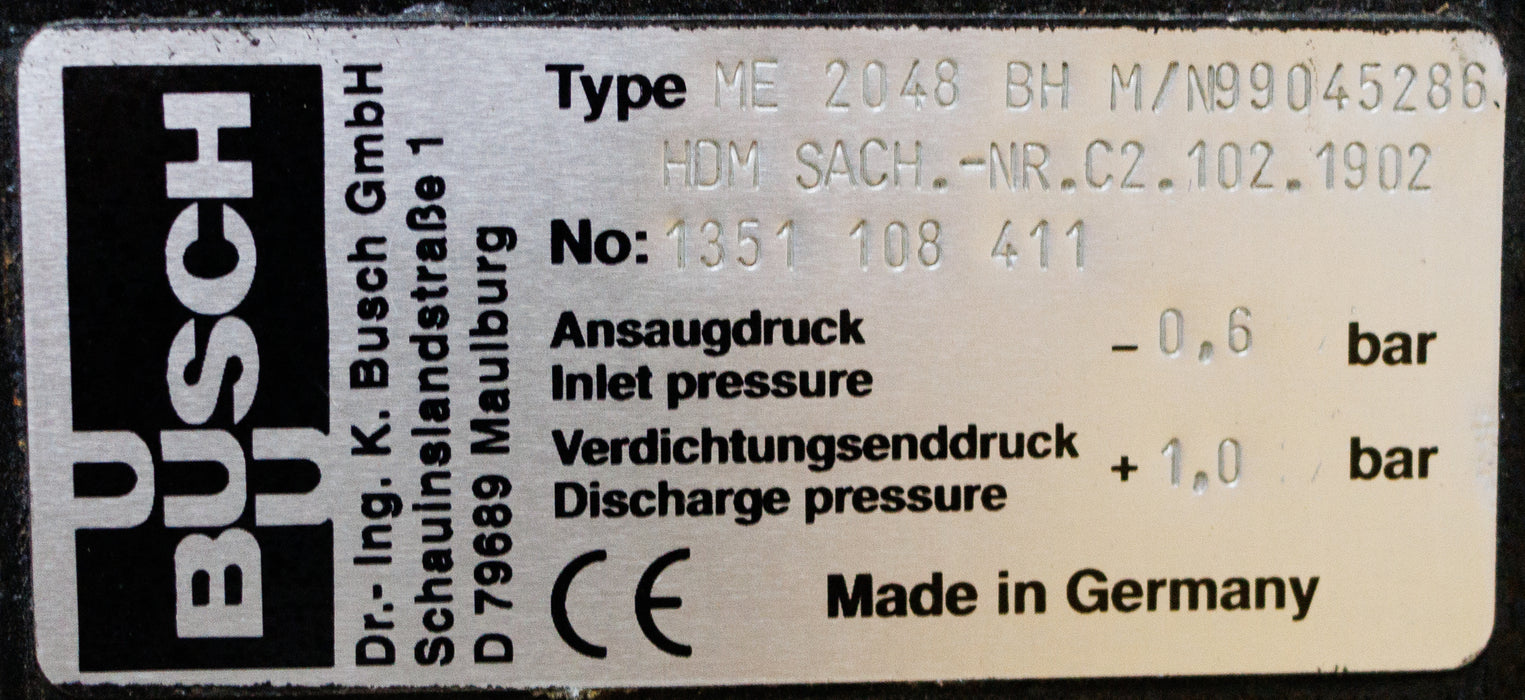 BUSCH
Dr.- Ing. K. Busch GmbH
Schauinslandstraße 1
D 79689 Maulburg
Type ME 2048 BH M/N99045286.
HDM SACH.-NR.C2.102.1902
No: 1351 108 411
Ansaugdruck - 0,6 bar
Inlet pressure
Verdichtungsenddruck + 1,0 bar
Discharge pressure
CE Made in Germany